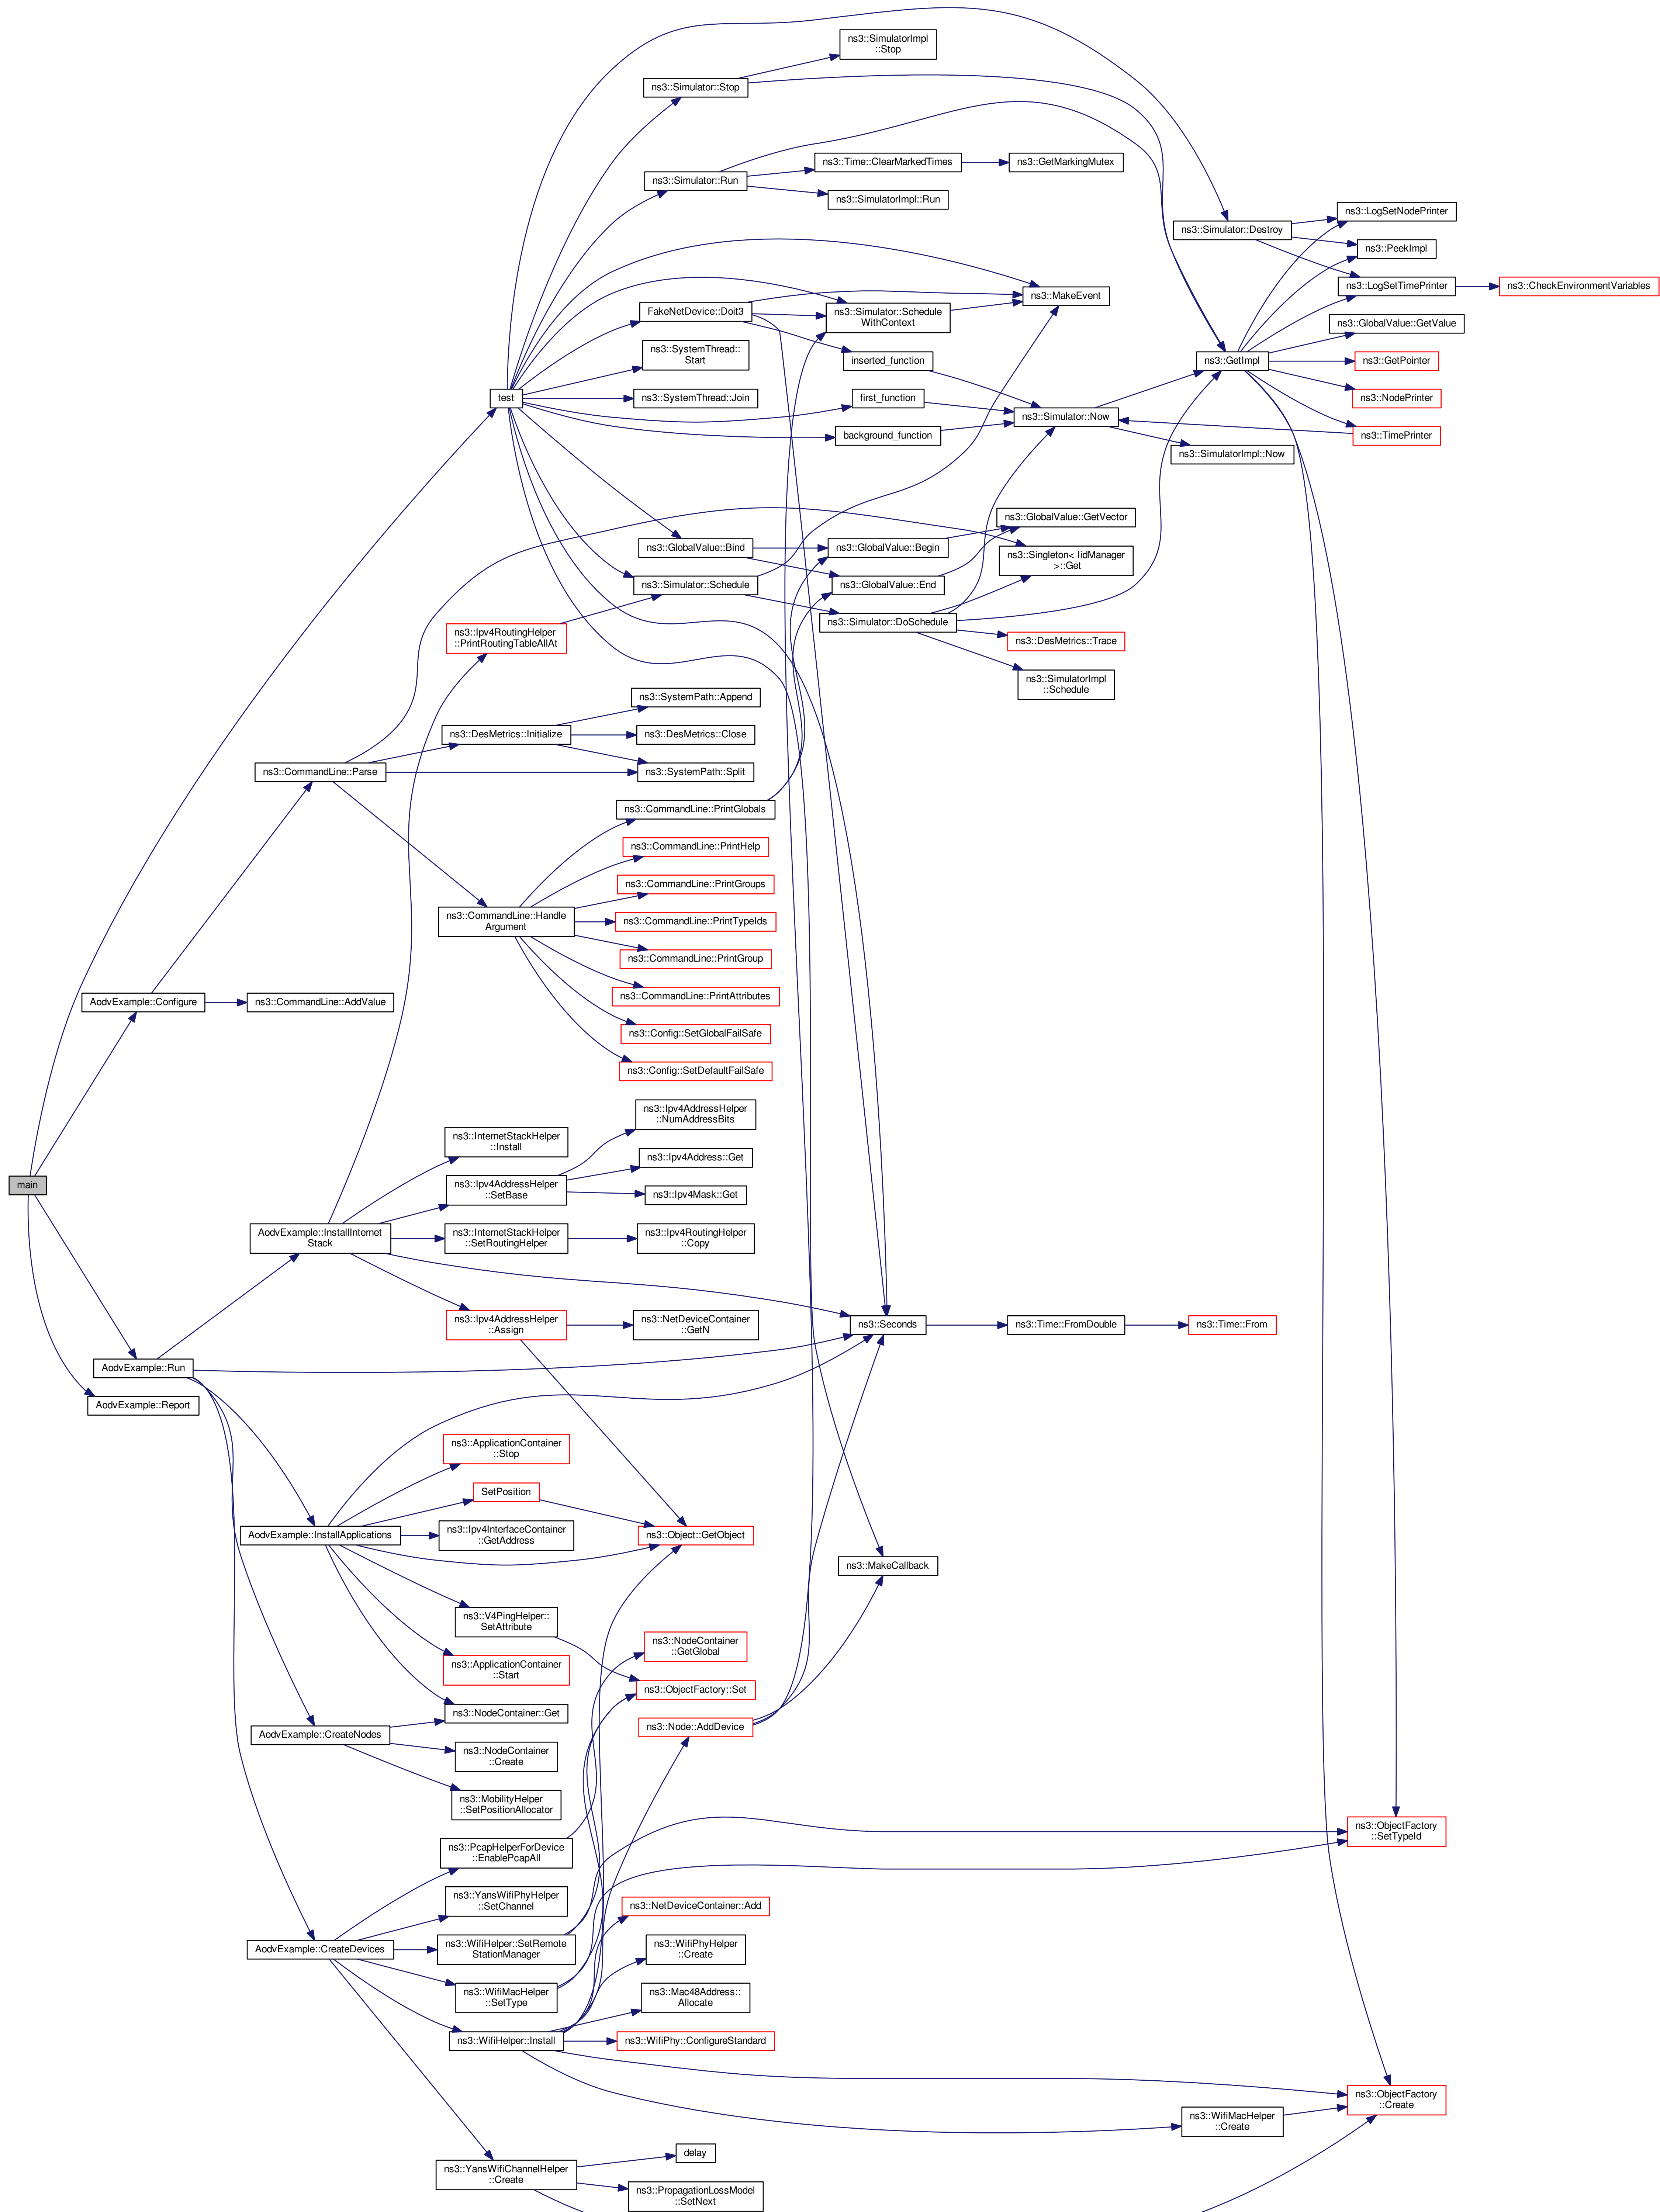 ns3::SimulatorImpl
::Stop
ns3::Simulator::Stop
ns3::Time::ClearMarkedTimes
ns3::GetMarkingMutex
ns3::Simulator::Run
ns3::SimulatorImpl::Run
ns3::LogSetNodePrinter
ns3::Simulator::Destroy
ns3::PeekImpl
ns3::LogSetTimePrinter
ns3::CheckEnvironmentVariables
ns3::MakeEvent
FakeNetDevice::Doit3
ns3::Simulator::Schedule
WithContext
ns3::GlobalValue::GetValue
ns3::SystemThread::
Start
inserted_function
ns3::GetImpl
ns3::GetPointer
test
ns3::SystemThread::Join
first_function
ns3::NodePrinter
ns3::Simulator::Now
background_function
ns3::TimePrinter
ns3::SimulatorImpl::Now
ns3::GlobalValue::GetVector
ns3::GlobalValue::Bind
ns3::GlobalValue::Begin
ns3::Singleton< IidManager
>::Get
ns3::Simulator::Schedule
ns3::GlobalValue::End
ns3::Simulator::DoSchedule
ns3::Ipv4RoutingHelper
::PrintRoutingTableAllAt
ns3::DesMetrics::Trace
ns3::SimulatorImpl
::Schedule
ns3::SystemPath::Append
ns3::DesMetrics::Initialize
ns3::DesMetrics::Close
ns3::CommandLine::Parse
ns3::SystemPath::Split
ns3::CommandLine::PrintGlobals
ns3::CommandLine::PrintHelp
ns3::CommandLine::PrintGroups
ns3::CommandLine::Handle
Argument
ns3::CommandLine::PrintTypeIds
ns3::CommandLine::PrintGroup
ns3::CommandLine::PrintAttributes
AodvExample::Configure
ns3::CommandLine::AddValue
ns3::Config::SetGlobalFailSafe
ns3::Config::SetDefaultFailSafe
ns3::Ipv4AddressHelper
::NumAddressBits
ns3::InternetStackHelper
::Install
ns3::Ipv4Address::Get
main
ns3::Ipv4AddressHelper
::SetBase
ns3::Ipv4Mask::Get
AodvExample::InstallInternet
Stack
ns3::InternetStackHelper
::SetRoutingHelper
ns3::Ipv4RoutingHelper
::Copy
ns3::Ipv4AddressHelper
::Assign
ns3::NetDeviceContainer
::GetN
ns3::Seconds
ns3::Time::FromDouble
ns3::Time::From
AodvExample::Run
AodvExample::Report
ns3::ApplicationContainer
::Stop
SetPosition
AodvExample::InstallApplications
ns3::Ipv4InterfaceContainer
::GetAddress
ns3::Object::GetObject
ns3::MakeCallback
ns3::V4PingHelper::
SetAttribute
ns3::NodeContainer
::GetGlobal
ns3::ApplicationContainer
::Start
ns3::ObjectFactory::Set
ns3::NodeContainer::Get
ns3::Node::AddDevice
AodvExample::CreateNodes
ns3::NodeContainer
::Create
ns3::MobilityHelper
::SetPositionAllocator
ns3::ObjectFactory
::SetTypeId
ns3::PcapHelperForDevice
::EnablePcapAll
ns3::YansWifiPhyHelper
::SetChannel
ns3::NetDeviceContainer::Add
AodvExample::CreateDevices
ns3::WifiHelper::SetRemote
StationManager
ns3::WifiPhyHelper
::Create
ns3::WifiMacHelper
::SetType
ns3::Mac48Address::
Allocate
ns3::WifiHelper::Install
ns3::WifiPhy::ConfigureStandard
ns3::ObjectFactory
::Create
ns3::WifiMacHelper
::Create
delay
ns3::YansWifiChannelHelper
::Create
ns3::PropagationLossModel
::SetNext